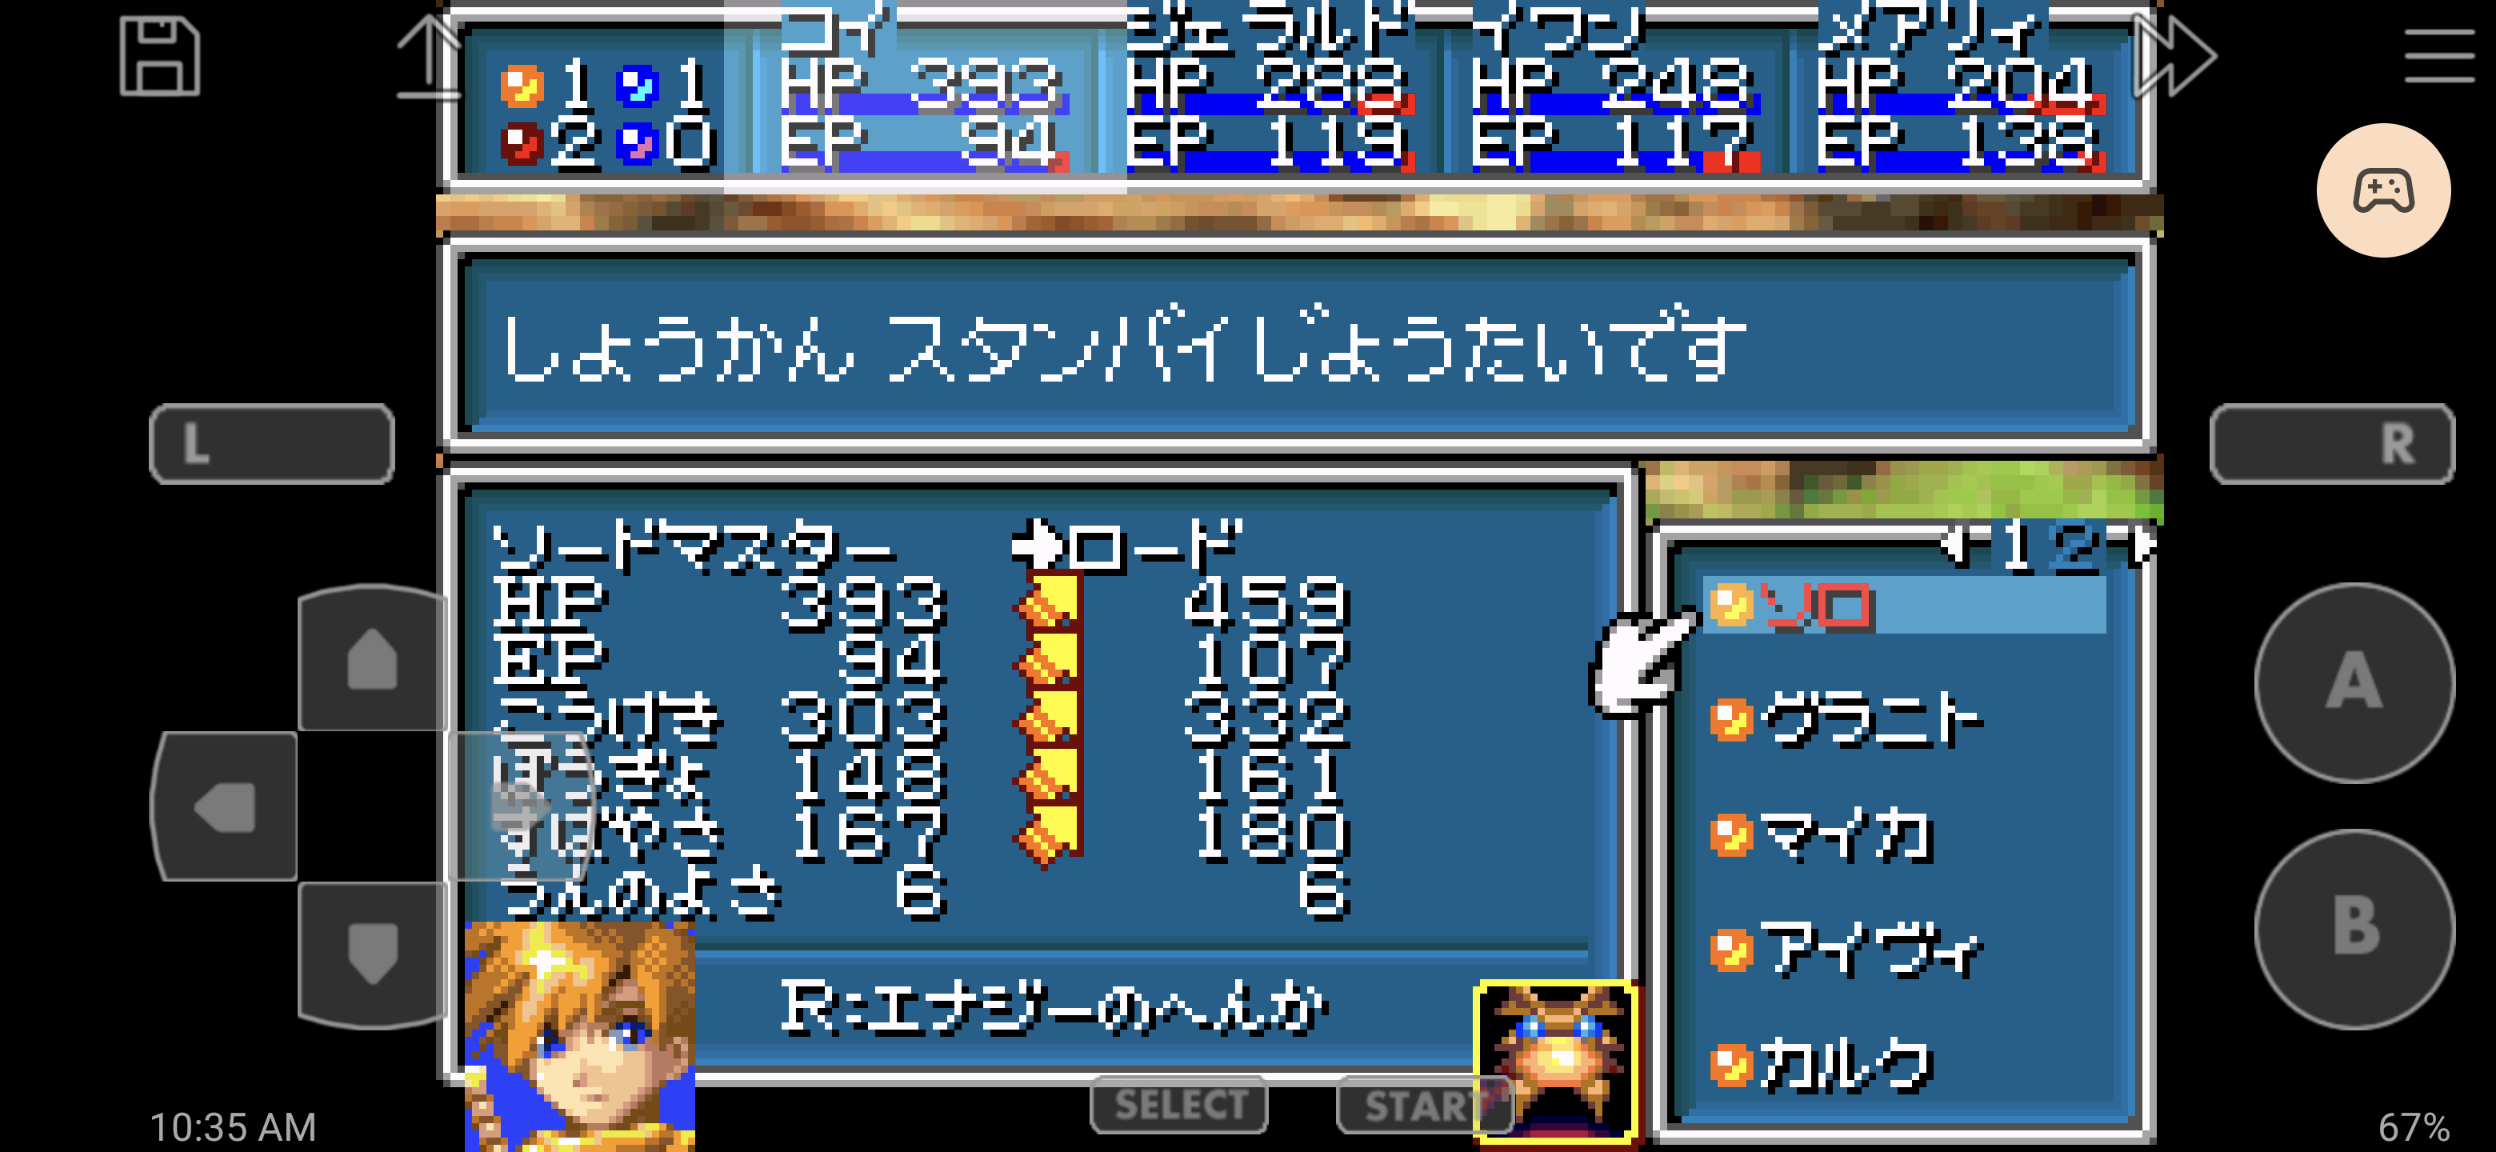 ロイ ジェラルド イワン メアリィ
1 1 HP 393 HP 299 HP 248 HP 204
2 0 EP 94 EP 119 EP 117 EP 139
しょうかん スタンバイ じょうたいです
L
R
ソードマスター ロード
HP 393 459
EP 94 107
こうげき 303 332
ぼうぎょ 148 161
すばやさ 167 180
うんのよさ 6 6
R:エナジーのへんか
1 2
ソロ
グラニト
マイカ
アイヴィ
カルク
A
B
SELECT
START
10:35 AM
67%